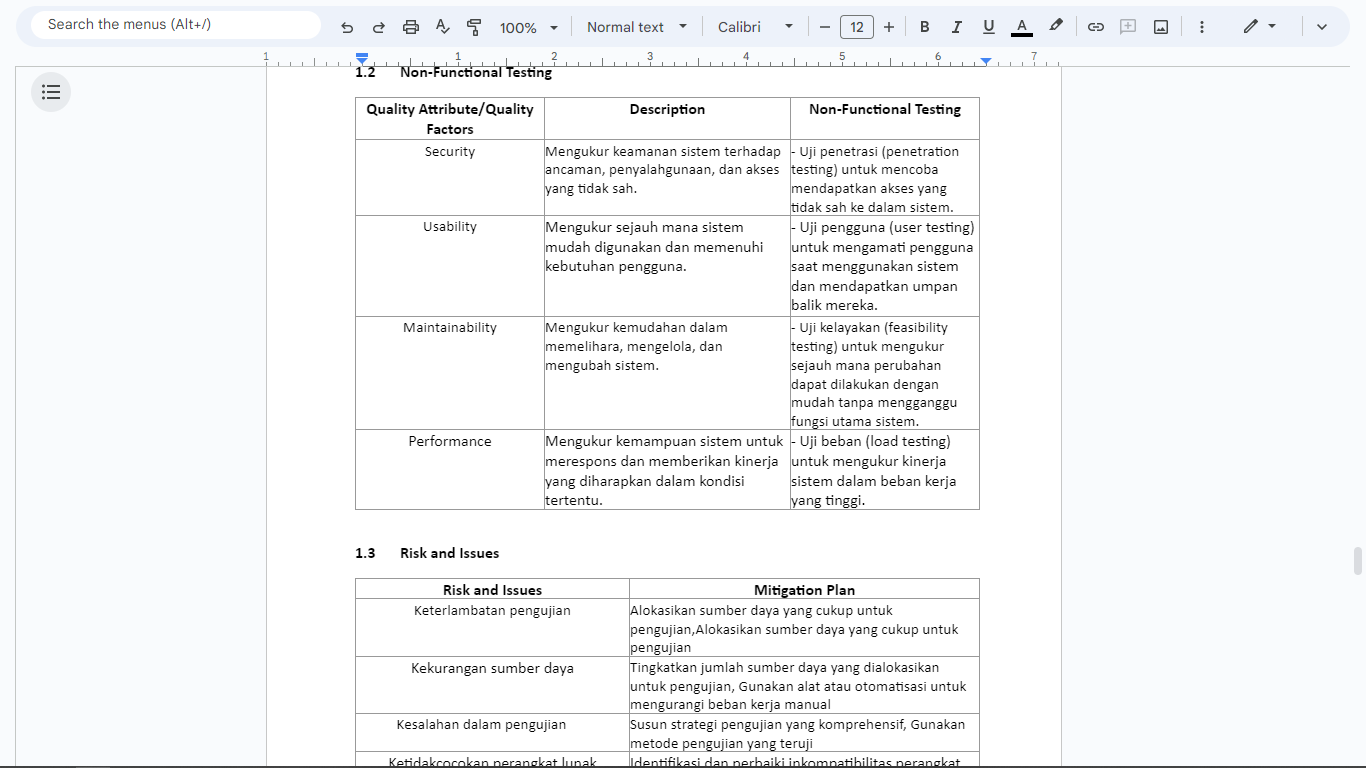 Search the menus (Alt+/)
100%
Normal text
Calibri
12
B
I
U
A
1
1
2
3
4
5
6
7
1.2 Non-Functional Testing
Quality Attribute/Quality
Factors
Description
Non-Functional Testing
Security
Mengukur keamanan sistem terhadap
ancaman, penyalahgunaan, dan akses
yang tidak sah.
- Uji penetrasi (penetration
testing) untuk mencoba
mendapatkan akses yang
tidak sah ke dalam sistem.
Usability
Mengukur sejauh mana sistem
mudah digunakan dan memenuhi
kebutuhan pengguna.
- Uji pengguna (user testing)
untuk mengamati pengguna
saat menggunakan sistem
dan mendapatkan umpan
balik mereka.
Maintainability
Mengukur kemudahan dalam
memelihara, mengelola, dan
mengubah sistem.
- Uji kelayakan (feasibility
testing) untuk mengukur
sejauh mana perubahan
dapat dilakukan dengan
mudah tanpa mengganggu
fungsi utama sistem.
Performance
Mengukur kemampuan sistem untuk
merespons dan memberikan kinerja
yang diharapkan dalam kondisi
tertentu.
- Uji beban (load testing)
untuk mengukur kinerja
sistem dalam beban kerja
yang tinggi.
1.3 Risk and Issues
Risk and Issues
Mitigation Plan
Keterlambatan pengujian
Alokasikan sumber daya yang cukup untuk
pengujian,Alokasikan sumber daya yang cukup untuk
pengujian
Kekurangan sumber daya
Tingkatkan jumlah sumber daya yang dialokasikan
untuk pengujian, Gunakan alat atau otomatisasi untuk
mengurangi beban kerja manual
Kesalahan dalam pengujian
Susun strategi pengujian yang komprehensif, Gunakan
metode pengujian yang teruji
Ketidakcocokan perangkat lunak
Identifikasi dan perbaiki inkompatibilitas perangkat